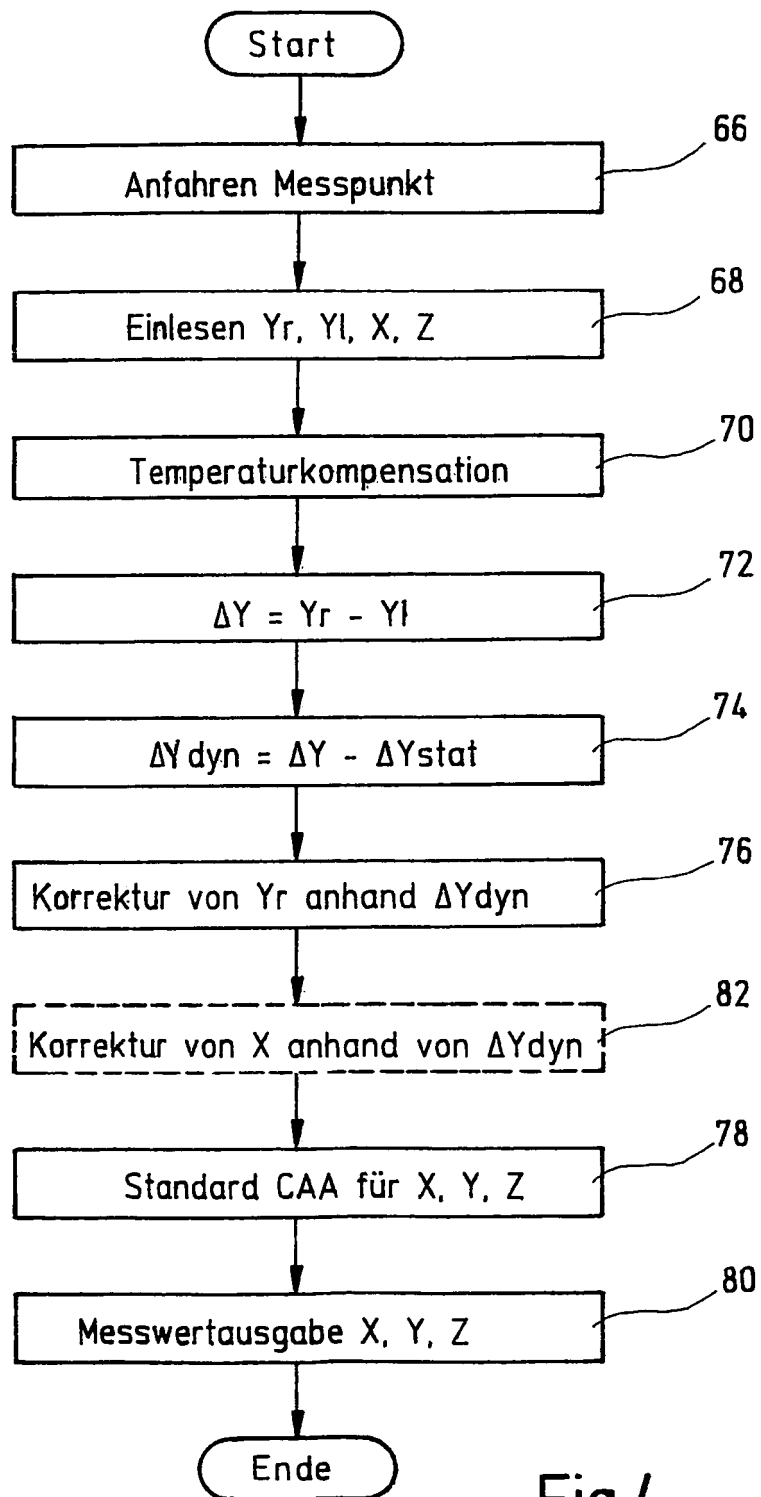 Start
66
Anfahren Messpunkt
68
Einlesen Yr, Yl, X, Z
70
Temperaturkompensation
72
ΔY = Yr - Yl
74
ΔYdyn = ΔY - ΔYstat
76
Korrektur von Yr anhand ΔYdyn
82
Korrektur von X anhand von ΔYdyn
78
Standard CAA für X, Y, Z
80
Messwertausgabe X, Y, Z
Ende